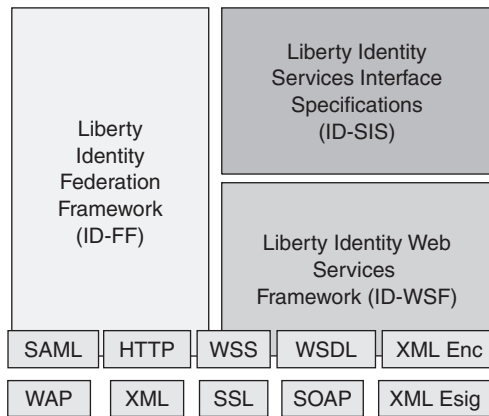 Liberty
Identity
Federation
Framework
(ID-FF)
Liberty Identity
Services Interface
Specifications
(ID-SIS)
Liberty Identity Web
Services
Framework (ID-WSF)
SAML HTTP WSS WSDL XML Enc
WAP XML SSL SOAP XML Esig